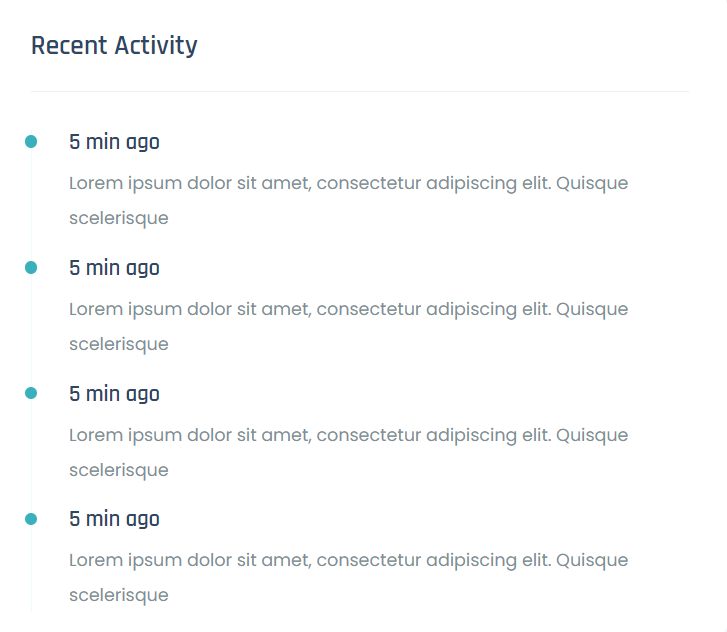 Recent Activity
5 min ago
Lorem ipsum dolor sit amet, consectetur adipiscing elit. Quisque
scelerisque
5 min ago
Lorem ipsum dolor sit amet, consectetur adipiscing elit. Quisque
scelerisque
5 min ago
Lorem ipsum dolor sit amet, consectetur adipiscing elit. Quisque
scelerisque
5 min ago
Lorem ipsum dolor sit amet, consectetur adipiscing elit. Quisque
scelerisque